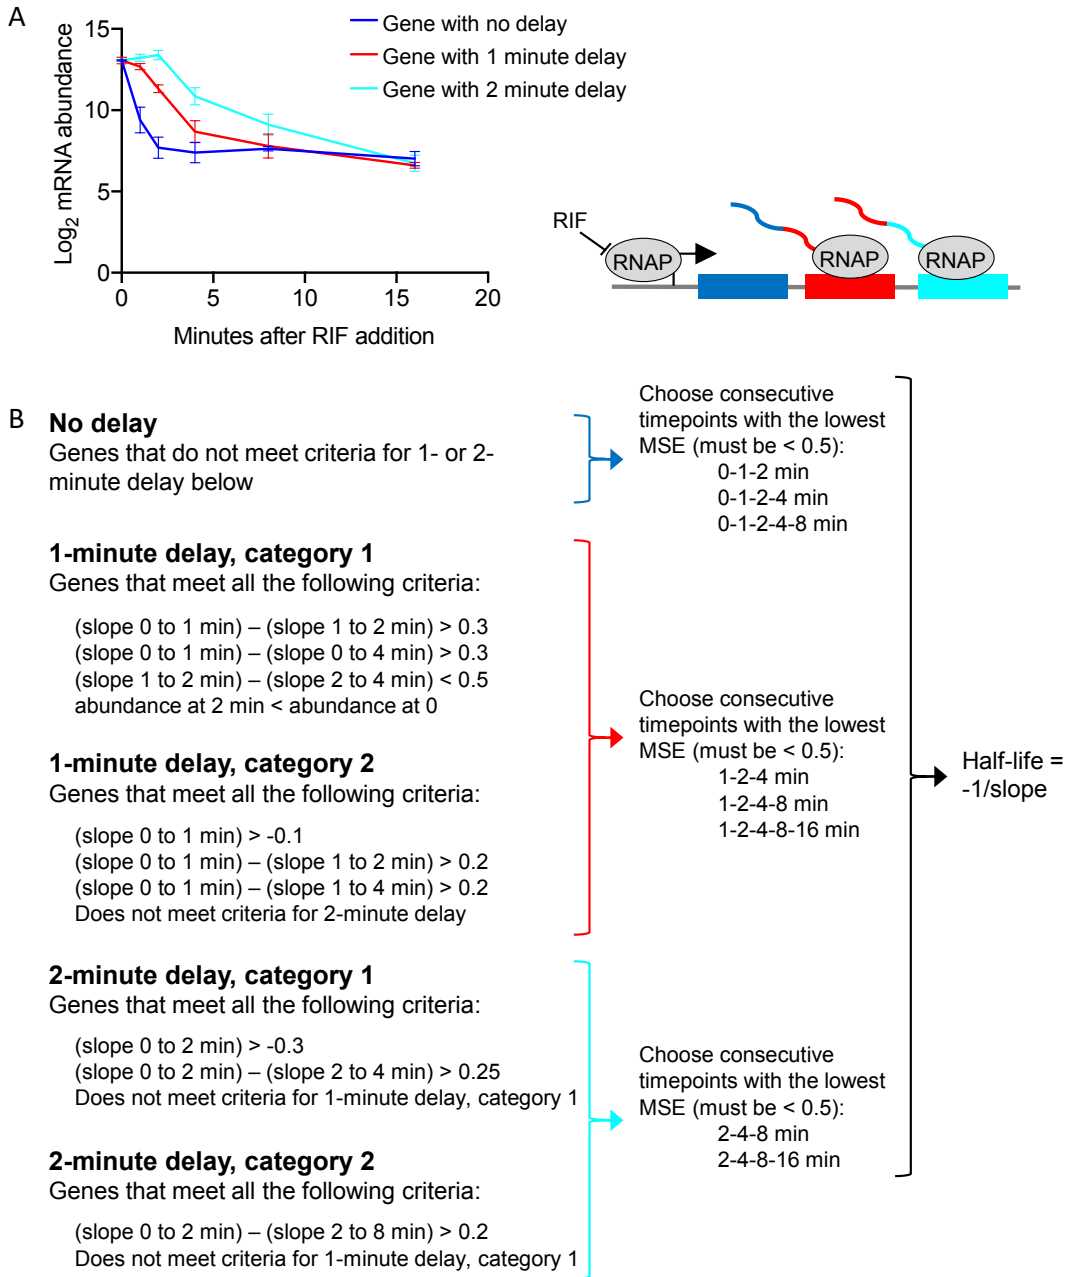 A
Log2 mRNA abundance
15
10
5
0
0
5
10
15
20
Minutes after RIF addition
Gene with no delay
Gene with 1 minute delay
Gene with 2 minute delay
RIF
RNAP
RNAP
RNAP
B
No delay
Genes that do not meet criteria for 1- or 2-
minute delay below
Choose consecutive
timepoints with the lowest
MSE (must be < 0.5):
0-1-2 min
0-1-2-4 min
0-1-2-4-8 min
1-minute delay, category 1
Genes that meet all the following criteria:
(slope 0 to 1 min) – (slope 1 to 2 min) > 0.3
(slope 0 to 1 min) – (slope 0 to 4 min) > 0.3
(slope 1 to 2 min) – (slope 2 to 4 min) < 0.5
abundance at 2 min < abundance at 0
1-minute delay, category 2
Genes that meet all the following criteria:
(slope 0 to 1 min) > -0.1
(slope 0 to 1 min) – (slope 1 to 2 min) > 0.2
(slope 0 to 1 min) – (slope 1 to 4 min) > 0.2
Does not meet criteria for 2-minute delay
Choose consecutive
timepoints with the lowest
MSE (must be < 0.5):
1-2-4 min
1-2-4-8 min
1-2-4-8-16 min
2-minute delay, category 1
Genes that meet all the following criteria:
(slope 0 to 2 min) > -0.3
(slope 0 to 2 min) – (slope 2 to 4 min) > 0.25
Does not meet criteria for 1-minute delay, category 1
2-minute delay, category 2
Genes that meet all the following criteria:
(slope 0 to 2 min) – (slope 2 to 8 min) > 0.2
Does not meet criteria for 1-minute delay, category 1
Choose consecutive
timepoints with the lowest
MSE (must be < 0.5):
2-4-8 min
2-4-8-16 min
Half-life =
-1/slope